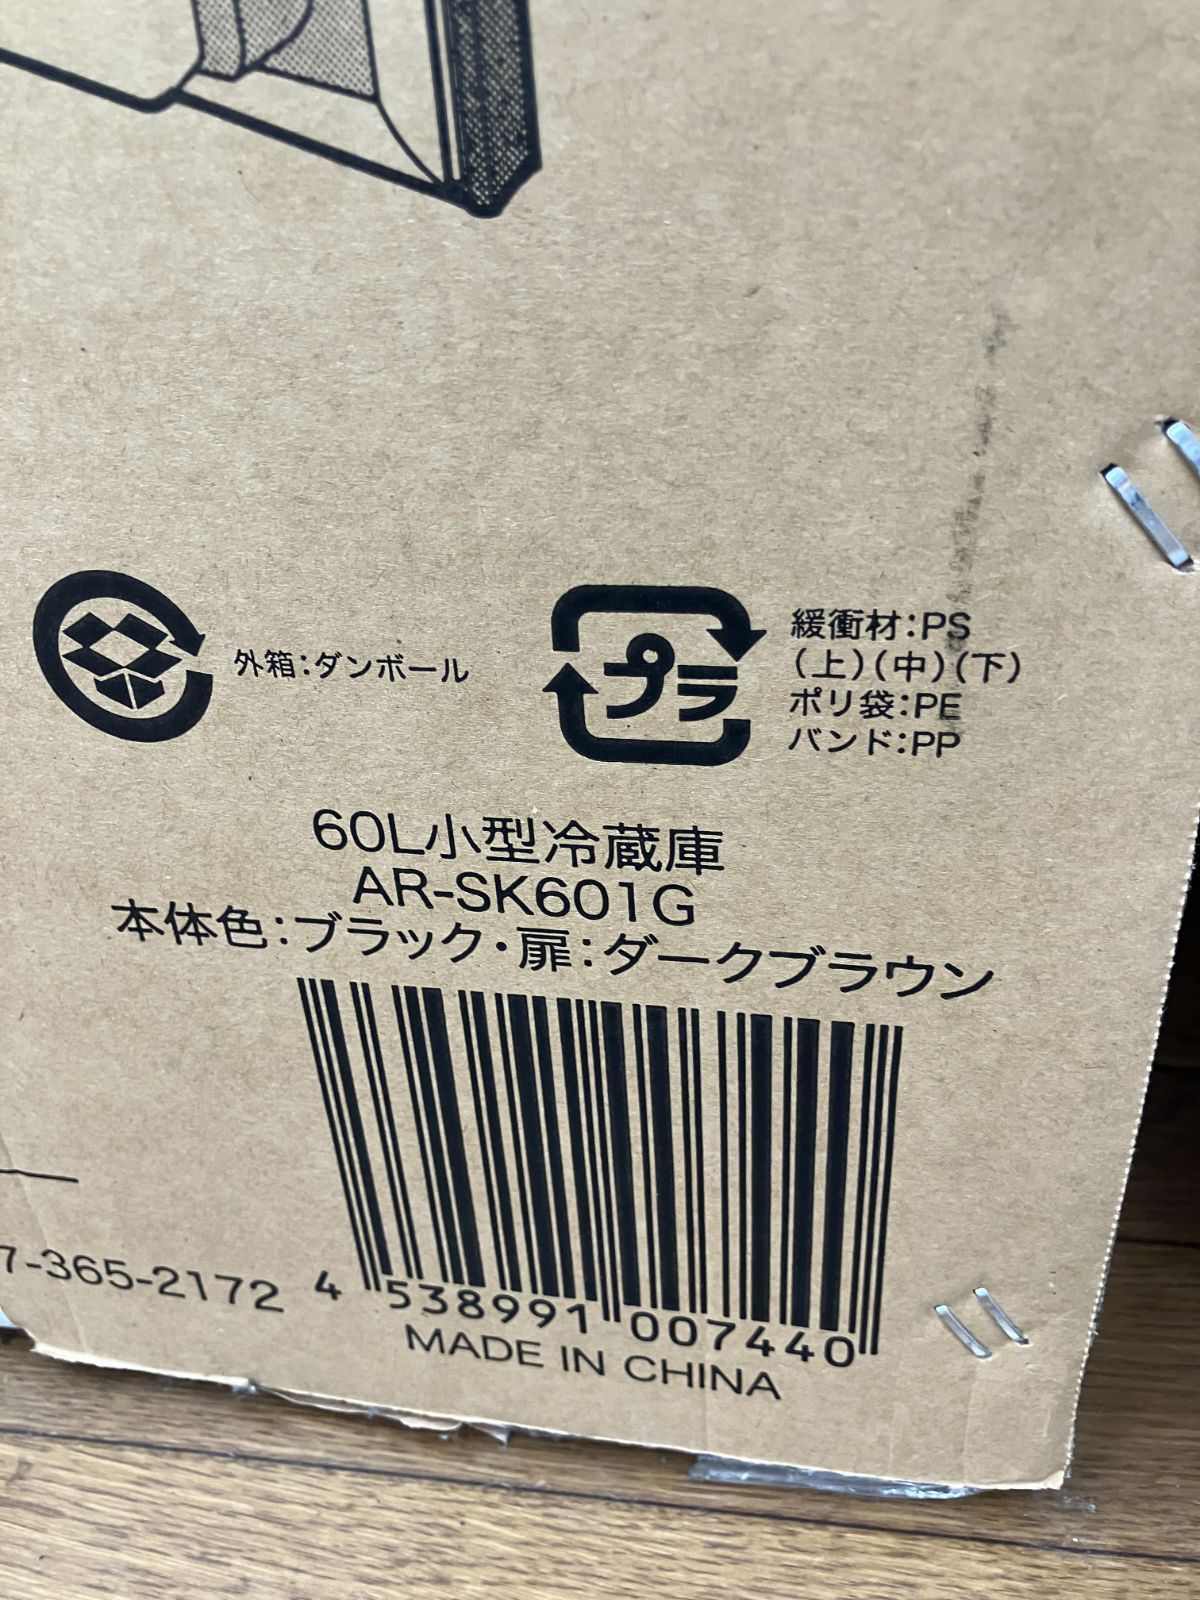 外箱:ダンボール
プラ
緩衝材:PS
(上)(中)(下)
ポリ袋:PE
バンド:PP
60L小型冷蔵庫
AR-SK601G
本体色:ブラック・扉:ダークブラウン
7-365-2172
4 538991 007440
MADE IN CHINA